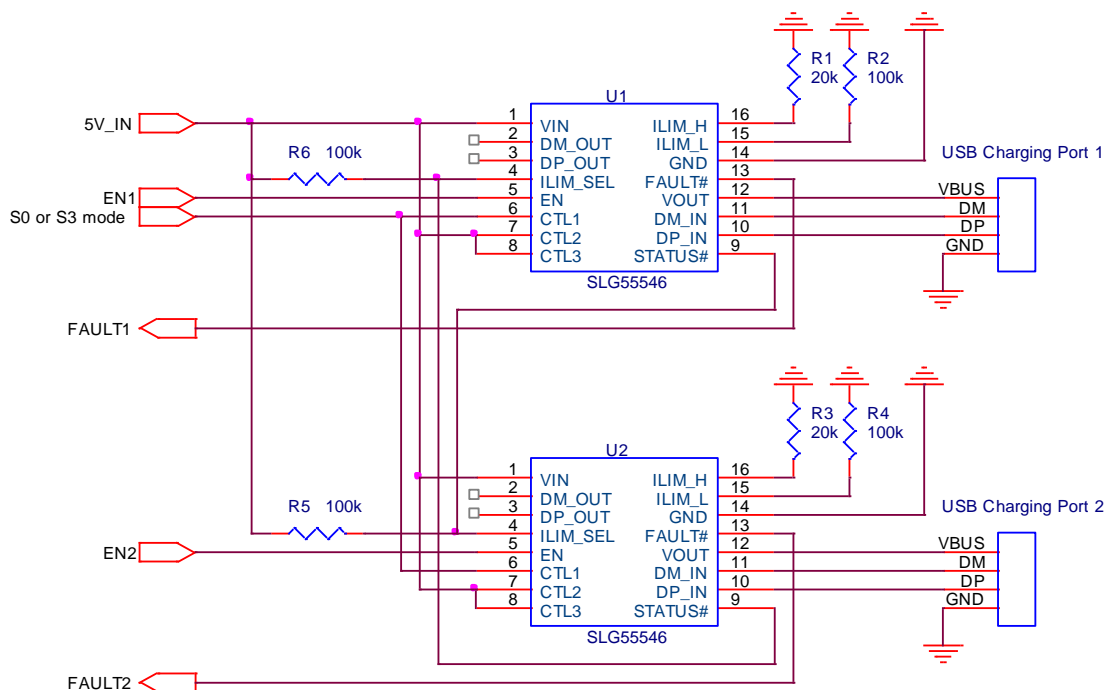 R1
20k
R2
100k
U1
5V_IN
R6 100k
EN1
S0 or S3 mode
FAULT1
1 VIN
2 DM_OUT
3 DP_OUT
4 ILIM_SEL
5 EN
6 CTL1
7 CTL2
8 CTL3
ILIM_H 16
ILIM_L 15
GND 14
FAULT# 13
VOUT 12
DM_IN 11
DP_IN 10
STATUS# 9
SLG55546
USB Charging Port 1
VBUS
DM
DP
GND
R3
20k
R4
100k
U2
R5 100k
EN2
FAULT2
1 VIN
2 DM_OUT
3 DP_OUT
4 ILIM_SEL
5 EN
6 CTL1
7 CTL2
8 CTL3
ILIM_H 16
ILIM_L 15
GND 14
FAULT# 13
VOUT 12
DM_IN 11
DP_IN 10
STATUS# 9
SLG55546
USB Charging Port 2
VBUS
DM
DP
GND